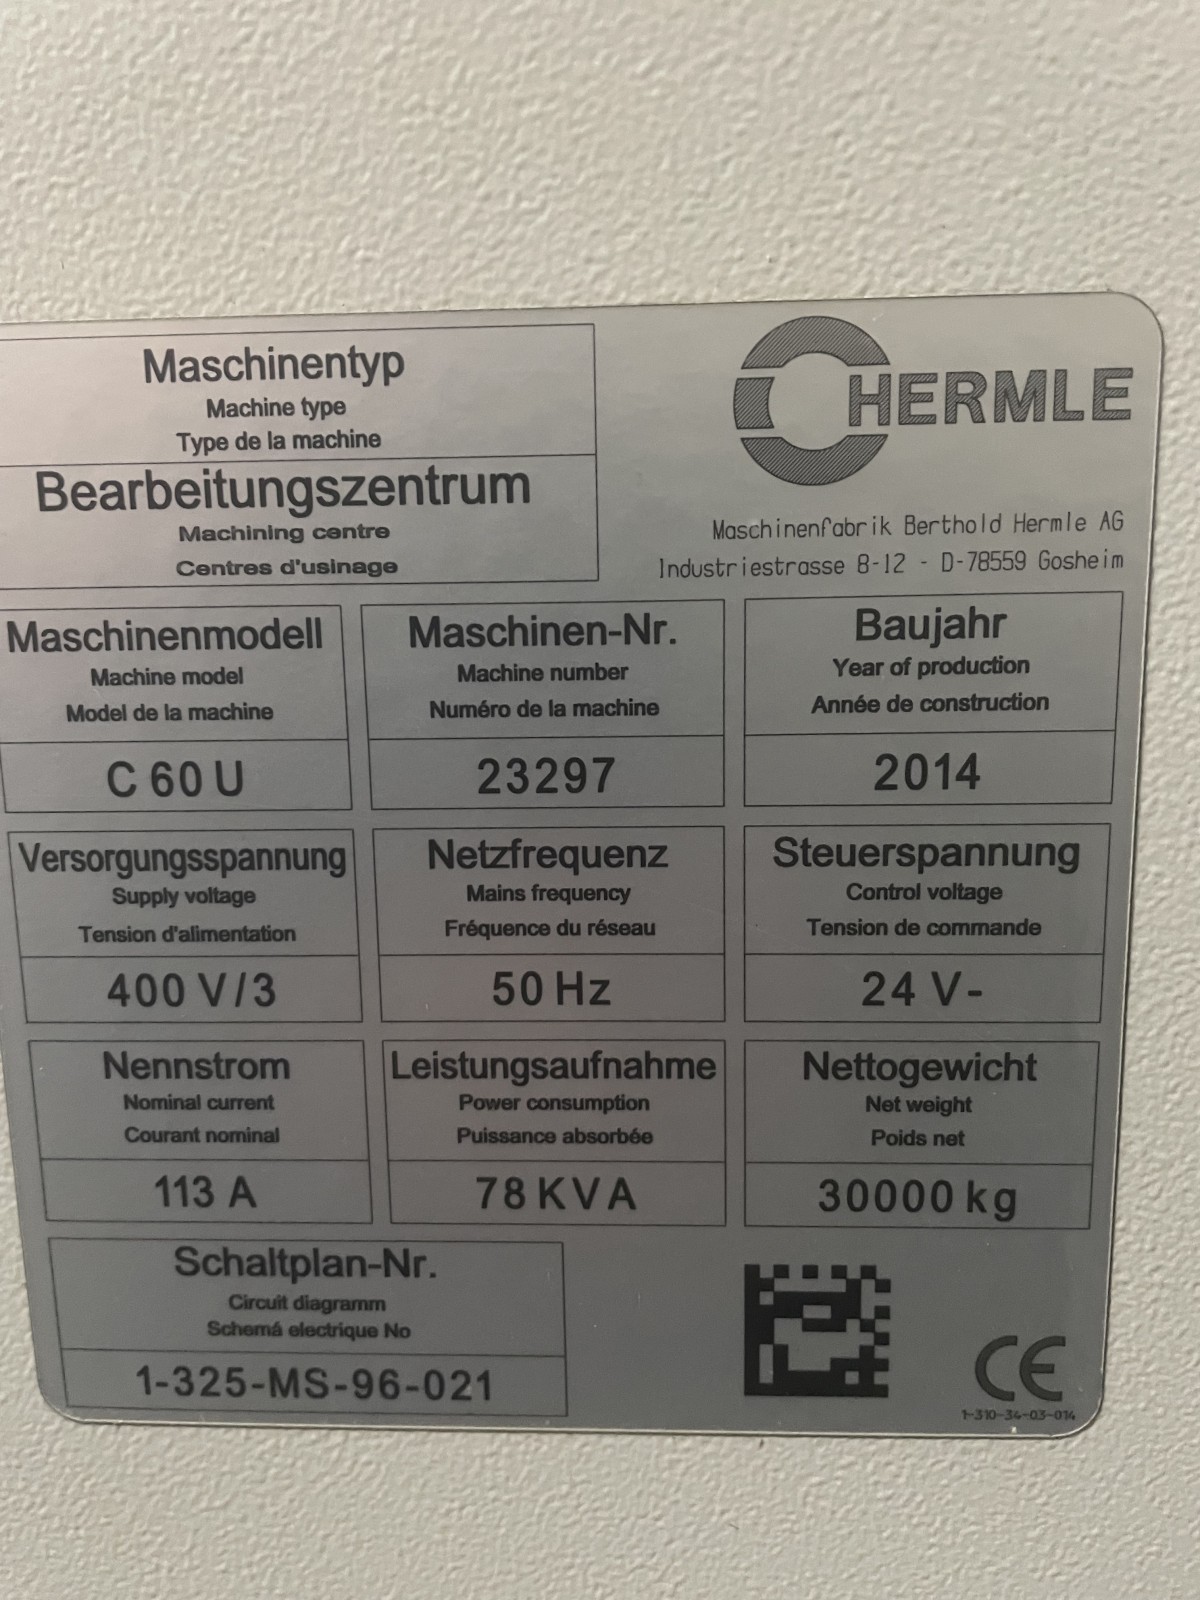 Maschinentyp
Machine type
Type de la machine
Bearbeitungszentrum
Machining centre
Centres d'usinage
HERMLE
Maschinenfabrik Berthold Hermle AG
Industriestrasse 8-12 - D-78559 Gosheim
Maschinenmodell
Machine model
Model de la machine
C 60 U
Maschinen-Nr.
Machine number
Numéro de la machine
23297
Baujahr
Year of production
Année de construction
2014
Versorgungsspannung
Supply voltage
Tension d'alimentation
400 V/3
Netzfrequenz
Mains frequency
Fréquence du réseau
50 Hz
Steuerspannung
Control voltage
Tension de commande
24 V-
Nennstrom
Nominal current
Courant nominal
113 A
Leistungsaufnahme
Power consumption
Puissance absorbée
78 KVA
Nettogewicht
Net weight
Poids net
30000 kg
Schaltplan-Nr.
Circuit diagramm
Schemá electrique No
1-325-MS-96-021
CE
1-310-34-03-014